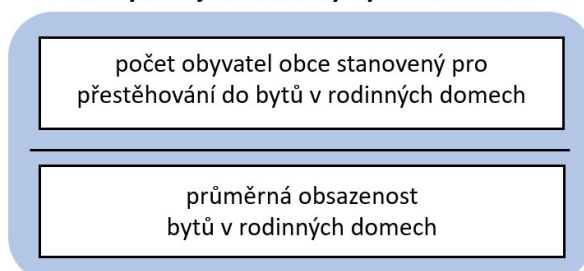 počet obyvatel obce stanovený pro
přestěhování do bytů v rodinných domech
průměrná obsazenost
bytů v rodinných domech